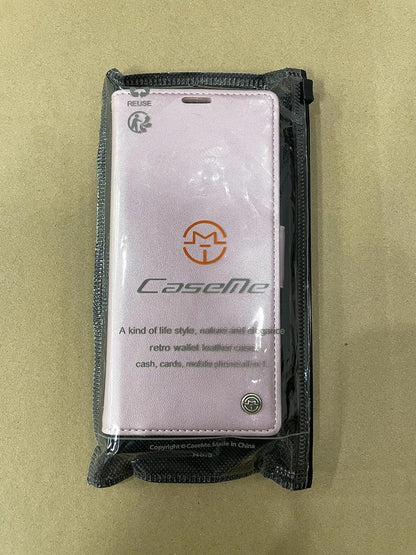 REUSE
CaseMe
A kind of life style, nature and elegance
retro wallet leather case,
cash, cards, mobile phone all in 1.
Copyright © CaseMe. Made in China